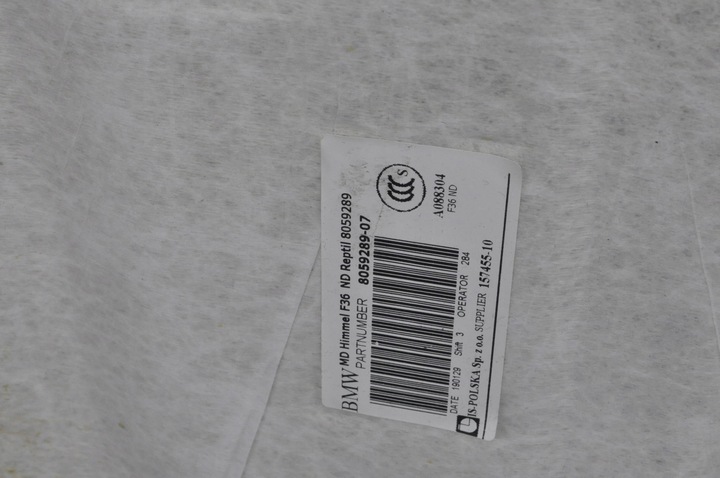 BMW MD Himmel F36 ND Reptil 8059289
PARTNUMBER 8059289-07
CCC S
A088304
F36 ND
DATE 190129 Shift 3 OPERATOR 284
IS-POLSKA Sp. z o.o. SUPPLIER 157455-10